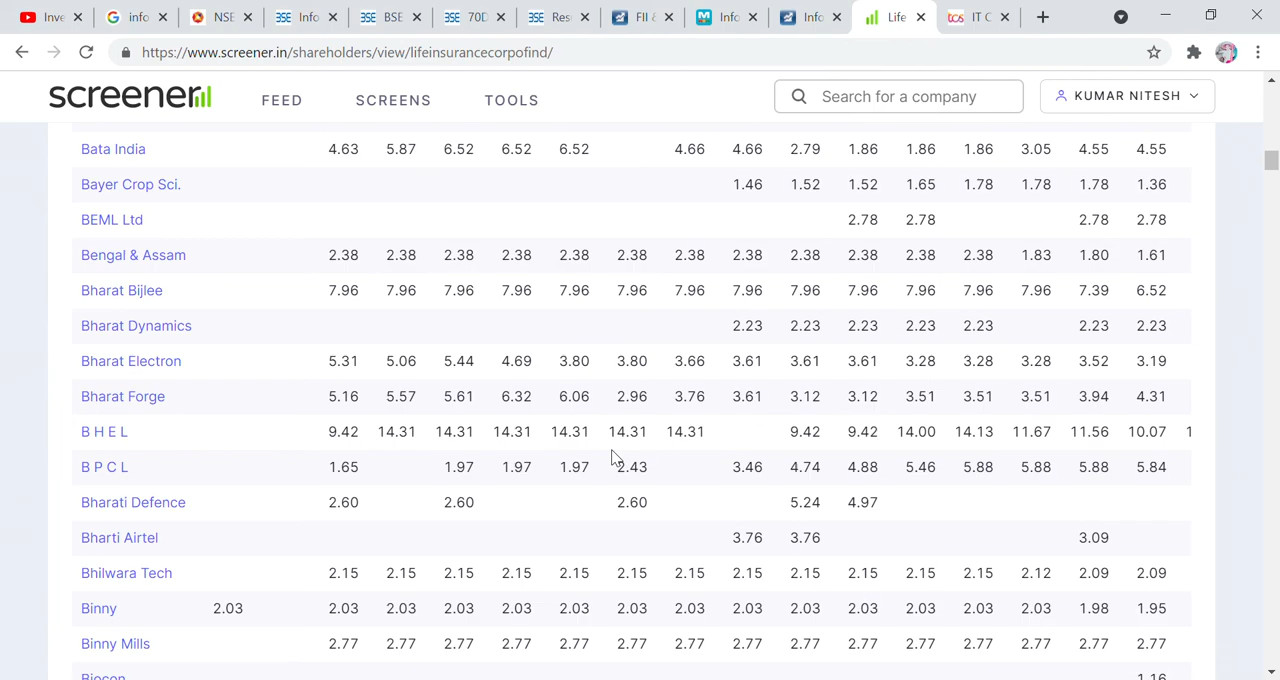 Inve
info
NSE
Info
BSE
70D
Res
FII &
Info
Info
Life
IT C
https://www.screener.in/shareholders/view/lifeinsurancecorpofind/
screener
FEED
SCREENS
TOOLS
Search for a company
KUMAR NITESH
Bata India 4.63 5.87 6.52 6.52 6.52 4.66 4.66 2.79 1.86 1.86 1.86 3.05 4.55 4.55
Bayer Crop Sci. 1.46 1.52 1.52 1.65 1.78 1.78 1.78 1.36
BEML Ltd 2.78 2.78 2.78 2.78
Bengal & Assam 2.38 2.38 2.38 2.38 2.38 2.38 2.38 2.38 2.38 2.38 2.38 2.38 1.83 1.80 1.61
Bharat Bijlee 7.96 7.96 7.96 7.96 7.96 7.96 7.96 7.96 7.96 7.96 7.96 7.96 7.96 7.39 6.52
Bharat Dynamics 2.23 2.23 2.23 2.23 2.23 2.23 2.23
Bharat Electron 5.31 5.06 5.44 4.69 3.80 3.80 3.66 3.61 3.61 3.61 3.28 3.28 3.28 3.52 3.19
Bharat Forge 5.16 5.57 5.61 6.32 6.06 2.96 3.76 3.61 3.12 3.12 3.51 3.51 3.51 3.94 4.31
B H E L 9.42 14.31 14.31 14.31 14.31 14.31 14.31 9.42 9.42 14.00 14.13 11.67 11.56 10.07 1
B P C L 1.65 1.97 1.97 1.97 2.43 3.46 4.74 4.88 5.46 5.88 5.88 5.88 5.84
Bharati Defence 2.60 2.60 2.60 5.24 4.97
Bharti Airtel 3.76 3.76 3.09
Bhilwara Tech 2.15 2.15 2.15 2.15 2.15 2.15 2.15 2.15 2.15 2.15 2.15 2.15 2.12 2.09 2.09
Binny 2.03 2.03 2.03 2.03 2.03 2.03 2.03 2.03 2.03 2.03 2.03 2.03 2.03 2.03 1.98 1.95
Binny Mills 2.77 2.77 2.77 2.77 2.77 2.77 2.77 2.77 2.77 2.77 2.77 2.77 2.77 2.77 2.77
Biocon 1.16